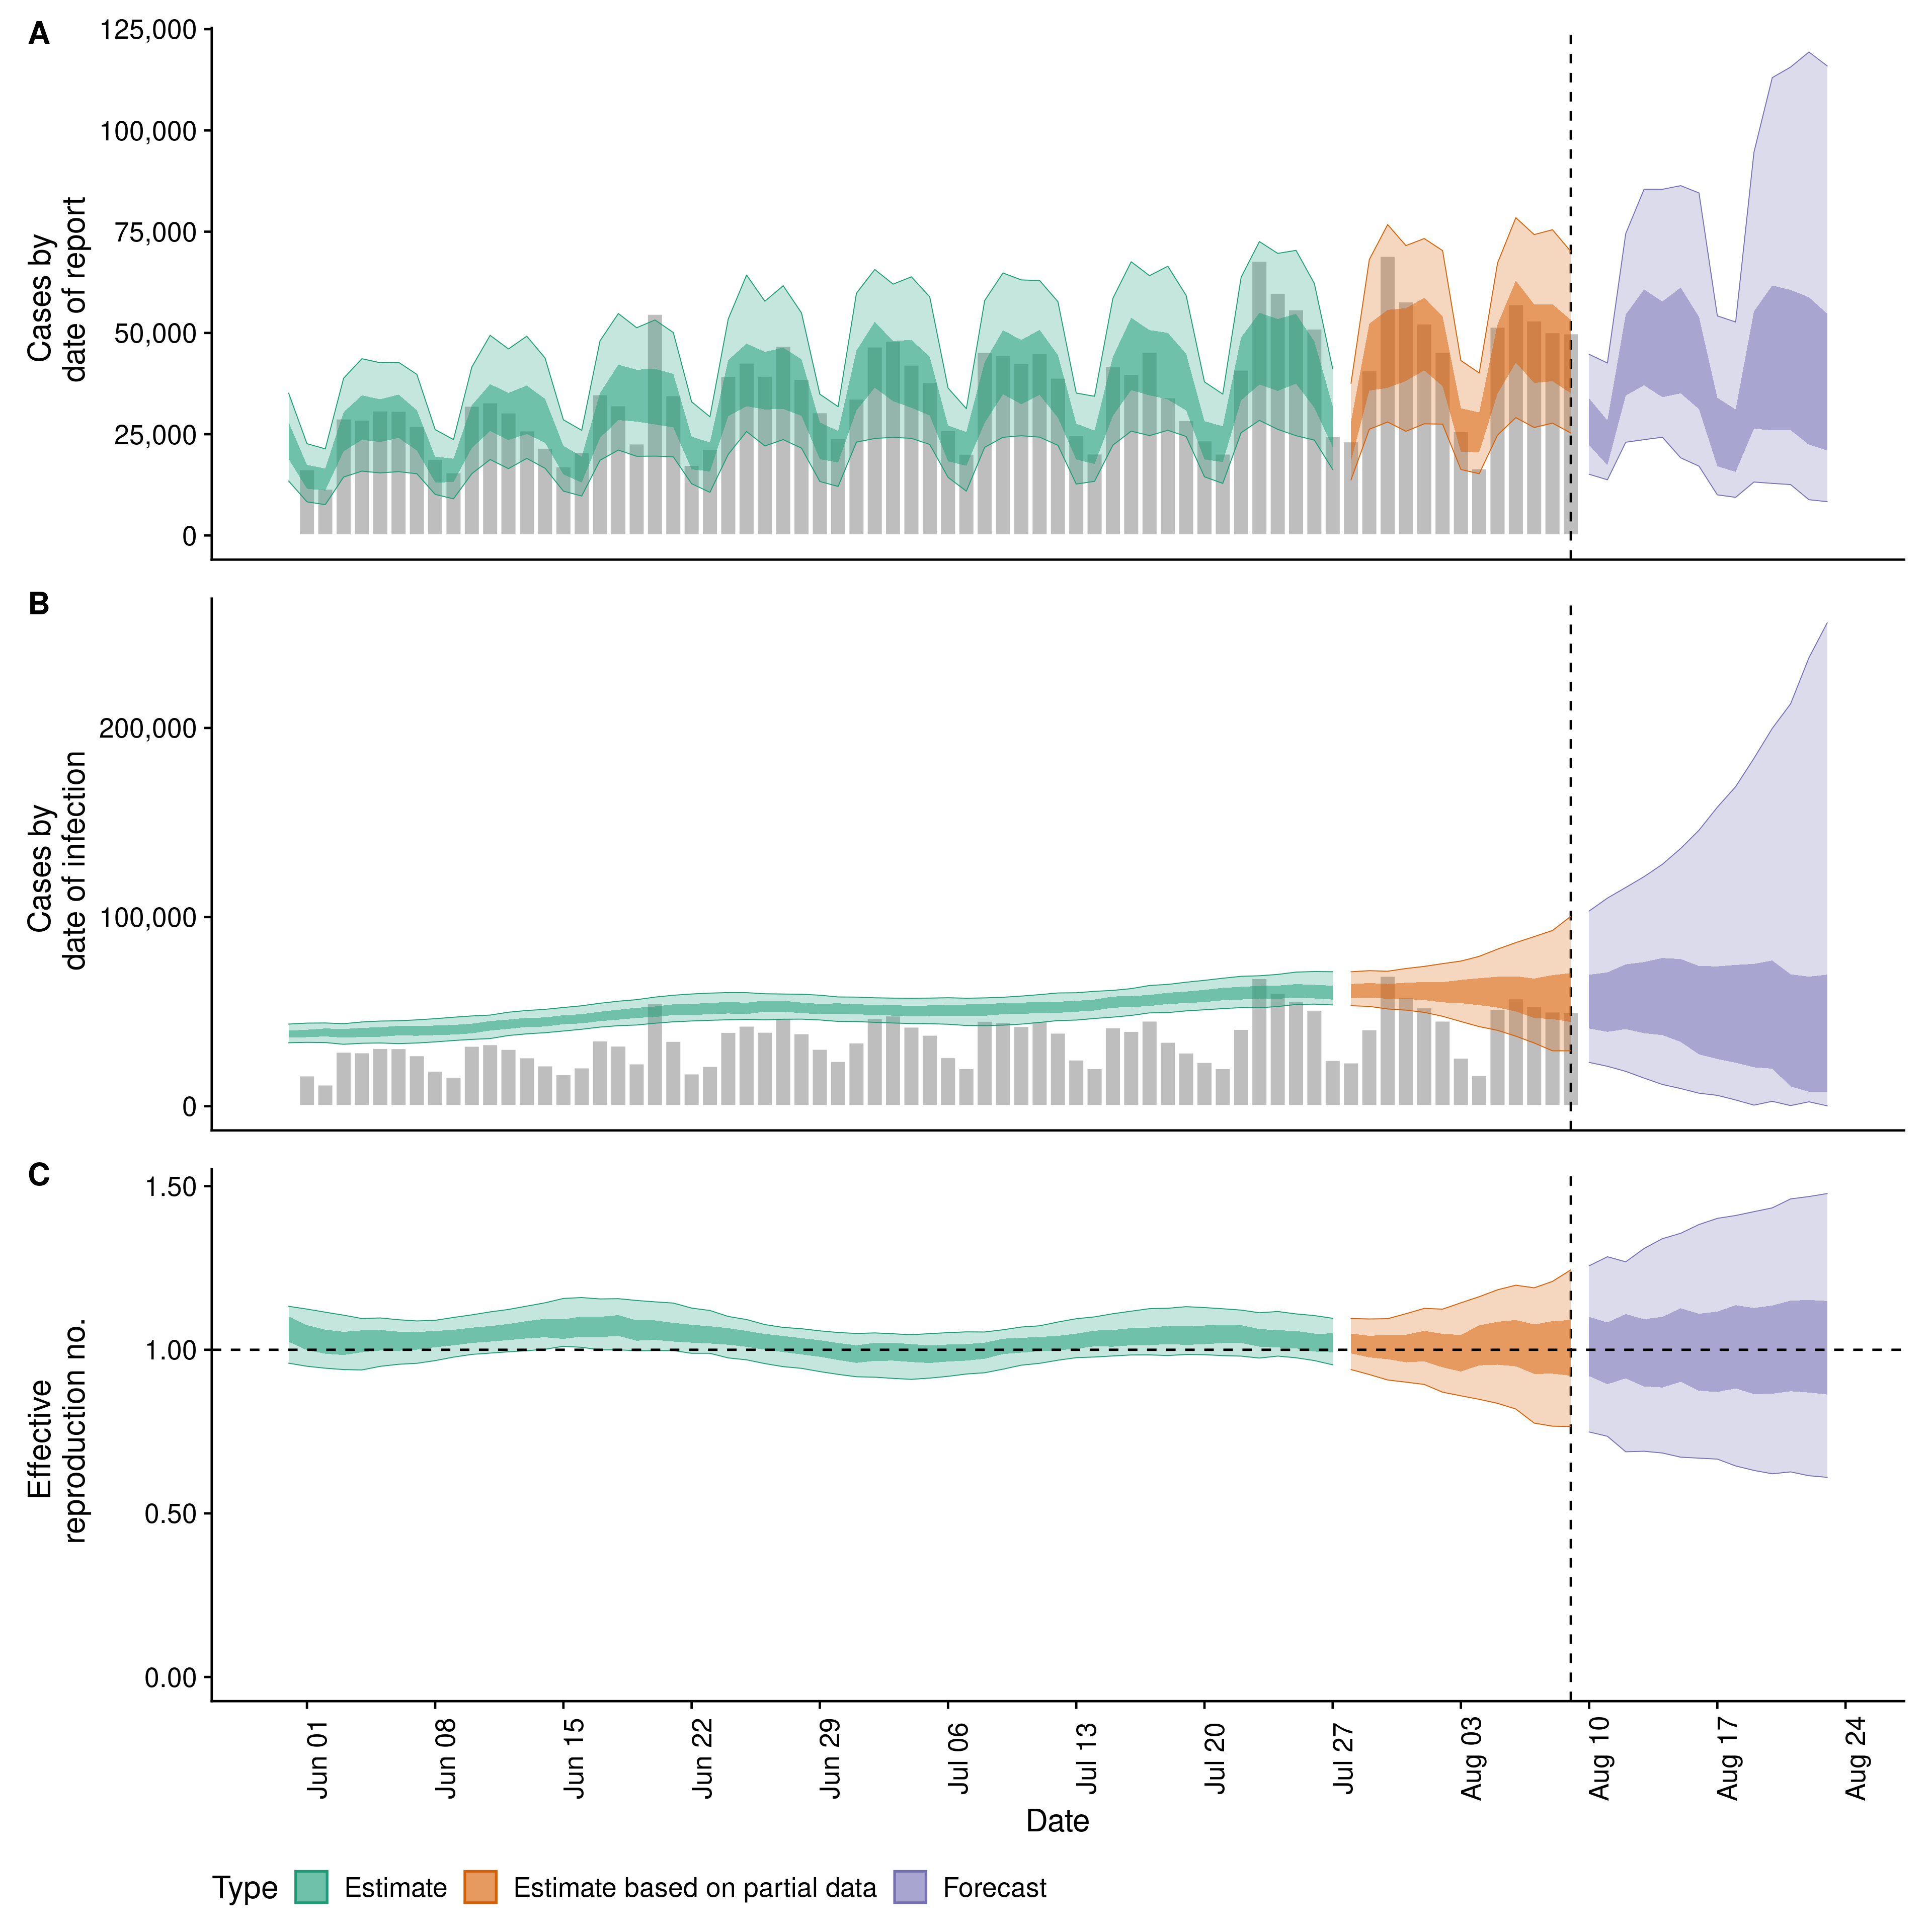 A
125,000
100,000
75,000
50,000
25,000
0
Cases by
date of report
B
200,000
100,000
0
Cases by
date of infection
C
1.50
1.00
0.50
0.00
Effective
reproduction no.
Jun 01
Jun 08
Jun 15
Jun 22
Jun 29
Jul 06
Jul 13
Jul 20
Jul 27
Aug 03
Aug 10
Aug 17
Aug 24
Date
Type Estimate Estimate based on partial data Forecast